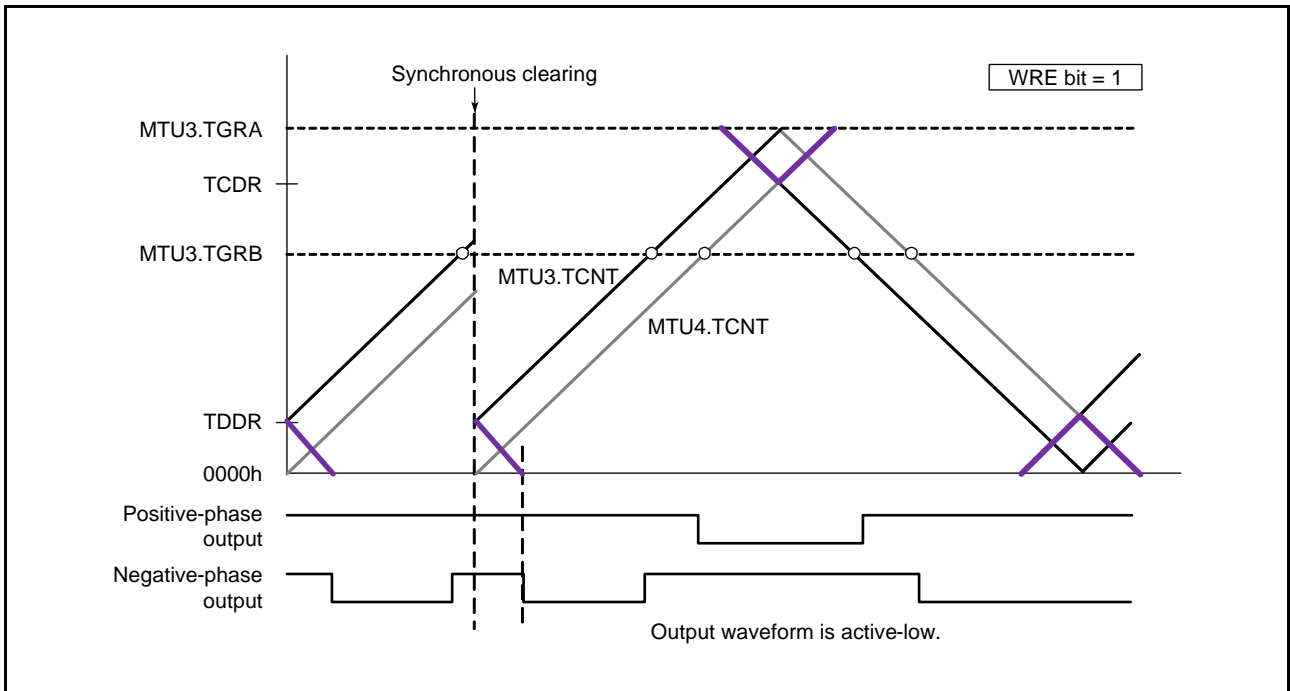 Synchronous clearing
WRE bit = 1
MTU3.TGRA
TCDR
MTU3.TGRB
MTU3.TCNT
MTU4.TCNT
TDDR
0000h
Positive-phase
output
Negative-phase
output
Output waveform is active-low.